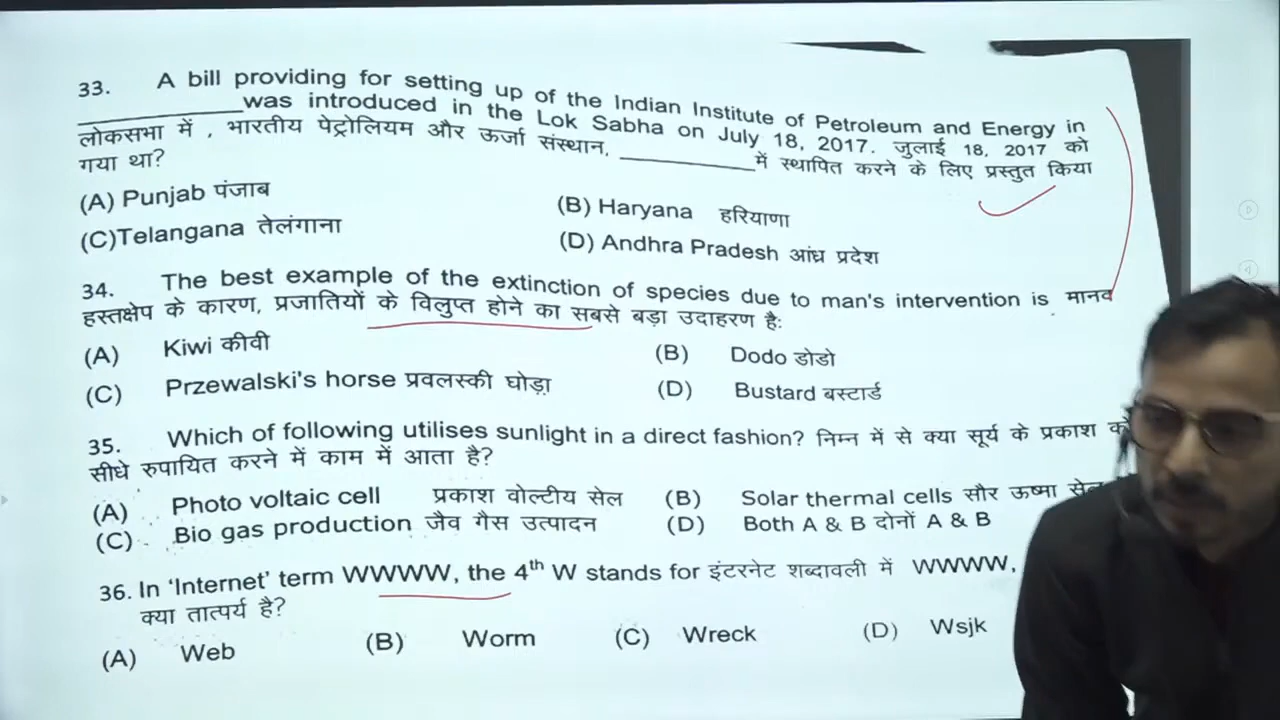 33. A bill providing for setting up of the Indian Institute of Petroleum and Energy in
____________was introduced in the Lok Sabha on July 18, 2017. जुलाई 18, 2017 को
लोकसभा में , भारतीय पेट्रोलियम और ऊर्जा संस्थान, ____________में स्थापित करने के लिए प्रस्तुत किया
गया था?
(A) Punjab पंजाब (B) Haryana हरियाणा
(C)Telangana तेलंगाना (D) Andhra Pradesh आंध्र प्रदेश
34. The best example of the extinction of species due to man's intervention is मानव
हस्तक्षेप के कारण, प्रजातियों के विलुप्त होने का सबसे बड़ा उदाहरण है:
(A) Kiwi कीवी (B) Dodo डोडो
(C) Przewalski's horse प्रवलस्की घोड़ा (D) Bustard बस्टार्ड
35. Which of following utilises sunlight in a direct fashion? निम्न में से क्या सूर्य के प्रकाश को
सीधे रुपायित करने में काम में आता है?
(A) Photo voltaic cell प्रकाश वोल्टीय सेल (B) Solar thermal cells सौर ऊष्मा सेल
(C) Bio gas production जैव गैस उत्पादन (D) Both A & B दोनों A & B
36. In ‘Internet’ term WWWW, the 4th W stands for इंटरनेट शब्दावली में WWWW,
क्या तात्पर्य है?
(A) Web (B) Worm (C) Wreck (D) Wsjk